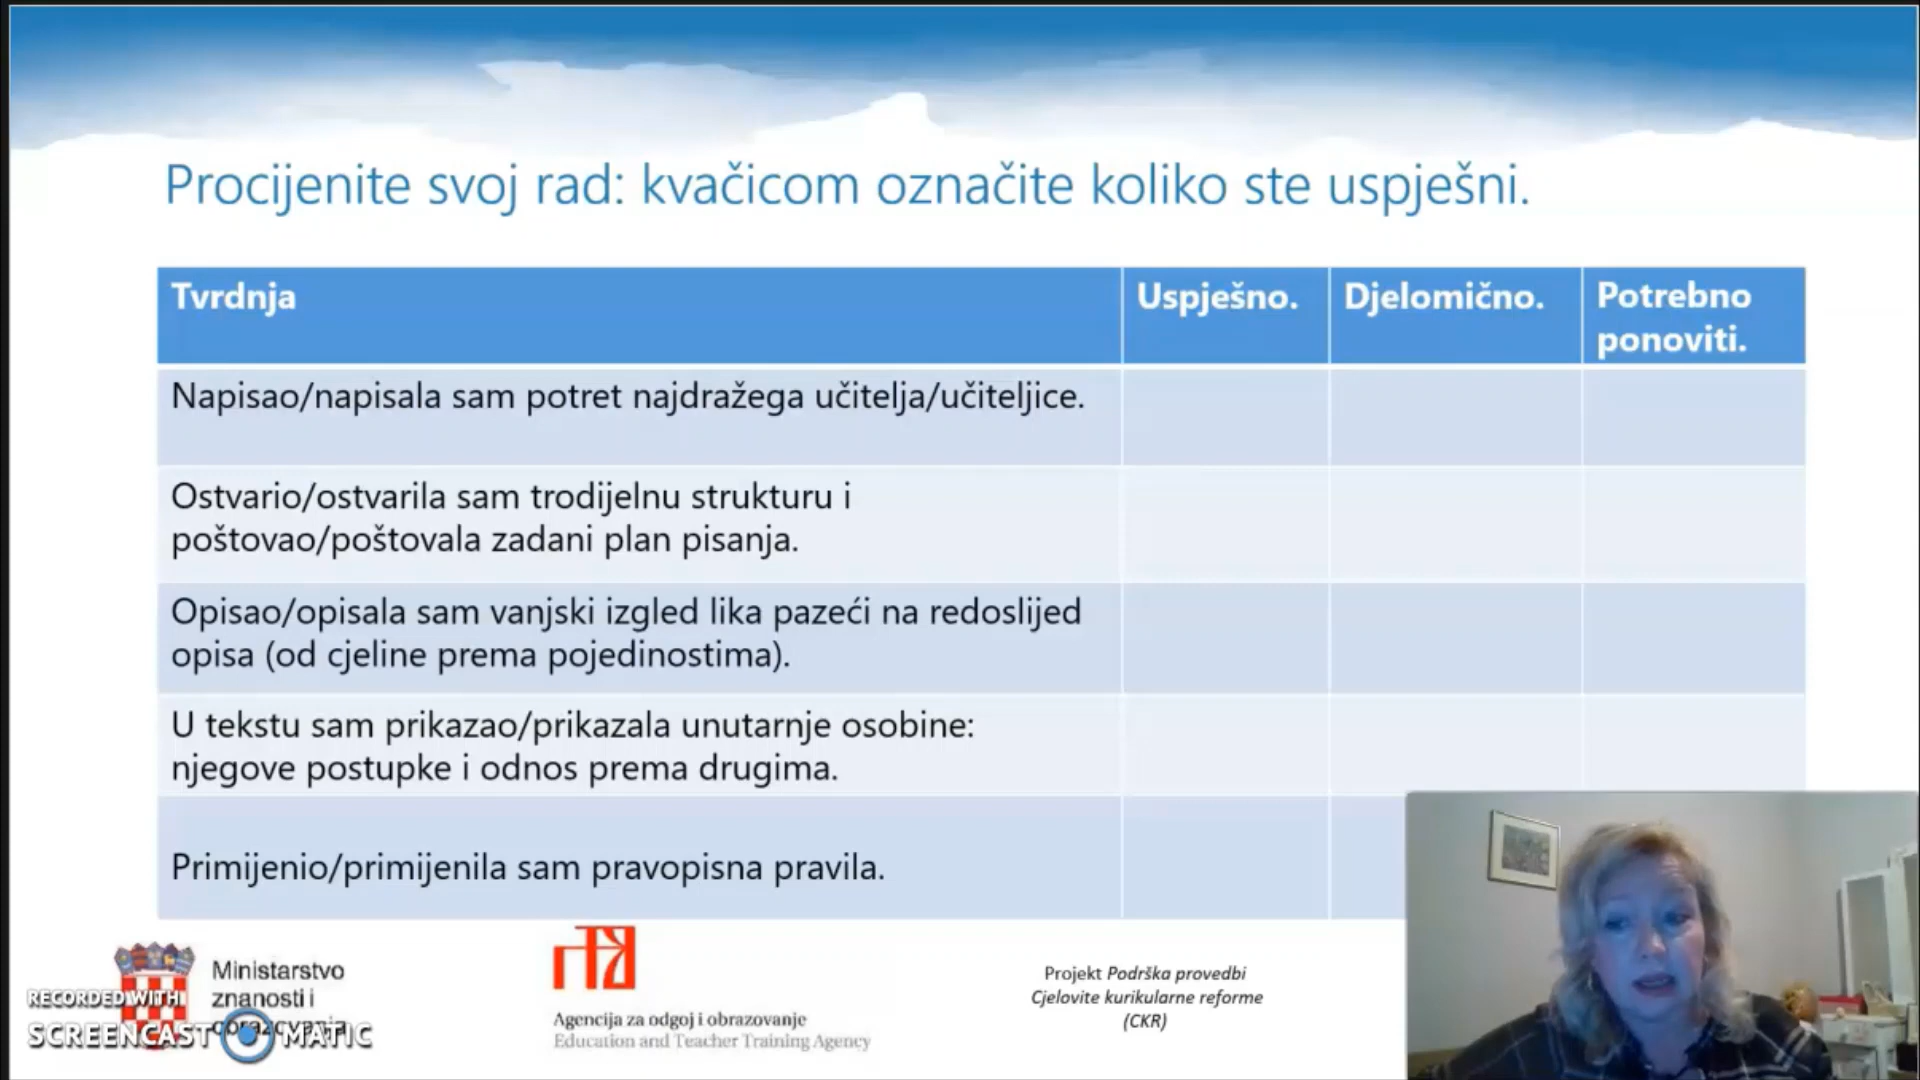 Procijenite svoj rad: kvačicom označite koliko ste uspješni.
Tvrdnja
Uspješno.
Djelomično.
Potrebno
ponoviti.
Napisao/napisala sam potret najdražega učitelja/učiteljice.
Ostvario/ostvarila sam trodijelnu strukturu i
poštovao/poštovala zadani plan pisanja.
Opisao/opisala sam vanjski izgled lika pazeći na redoslijed
opisa (od cjeline prema pojedinostima).
U tekstu sam prikazao/prikazala unutarnje osobine:
njegove postupke i odnos prema drugima.
Primijenio/primijenila sam pravopisna pravila.
Ministarstvo
znanosti i
obrazovanja
RECORDED WITH
SCREENCAST MATIC
Agencija za odgoj i obrazovanje
Education and Teacher Training Agency
Projekt Podrška provedbi
Cjelovite kurikularne reforme
(CKR)